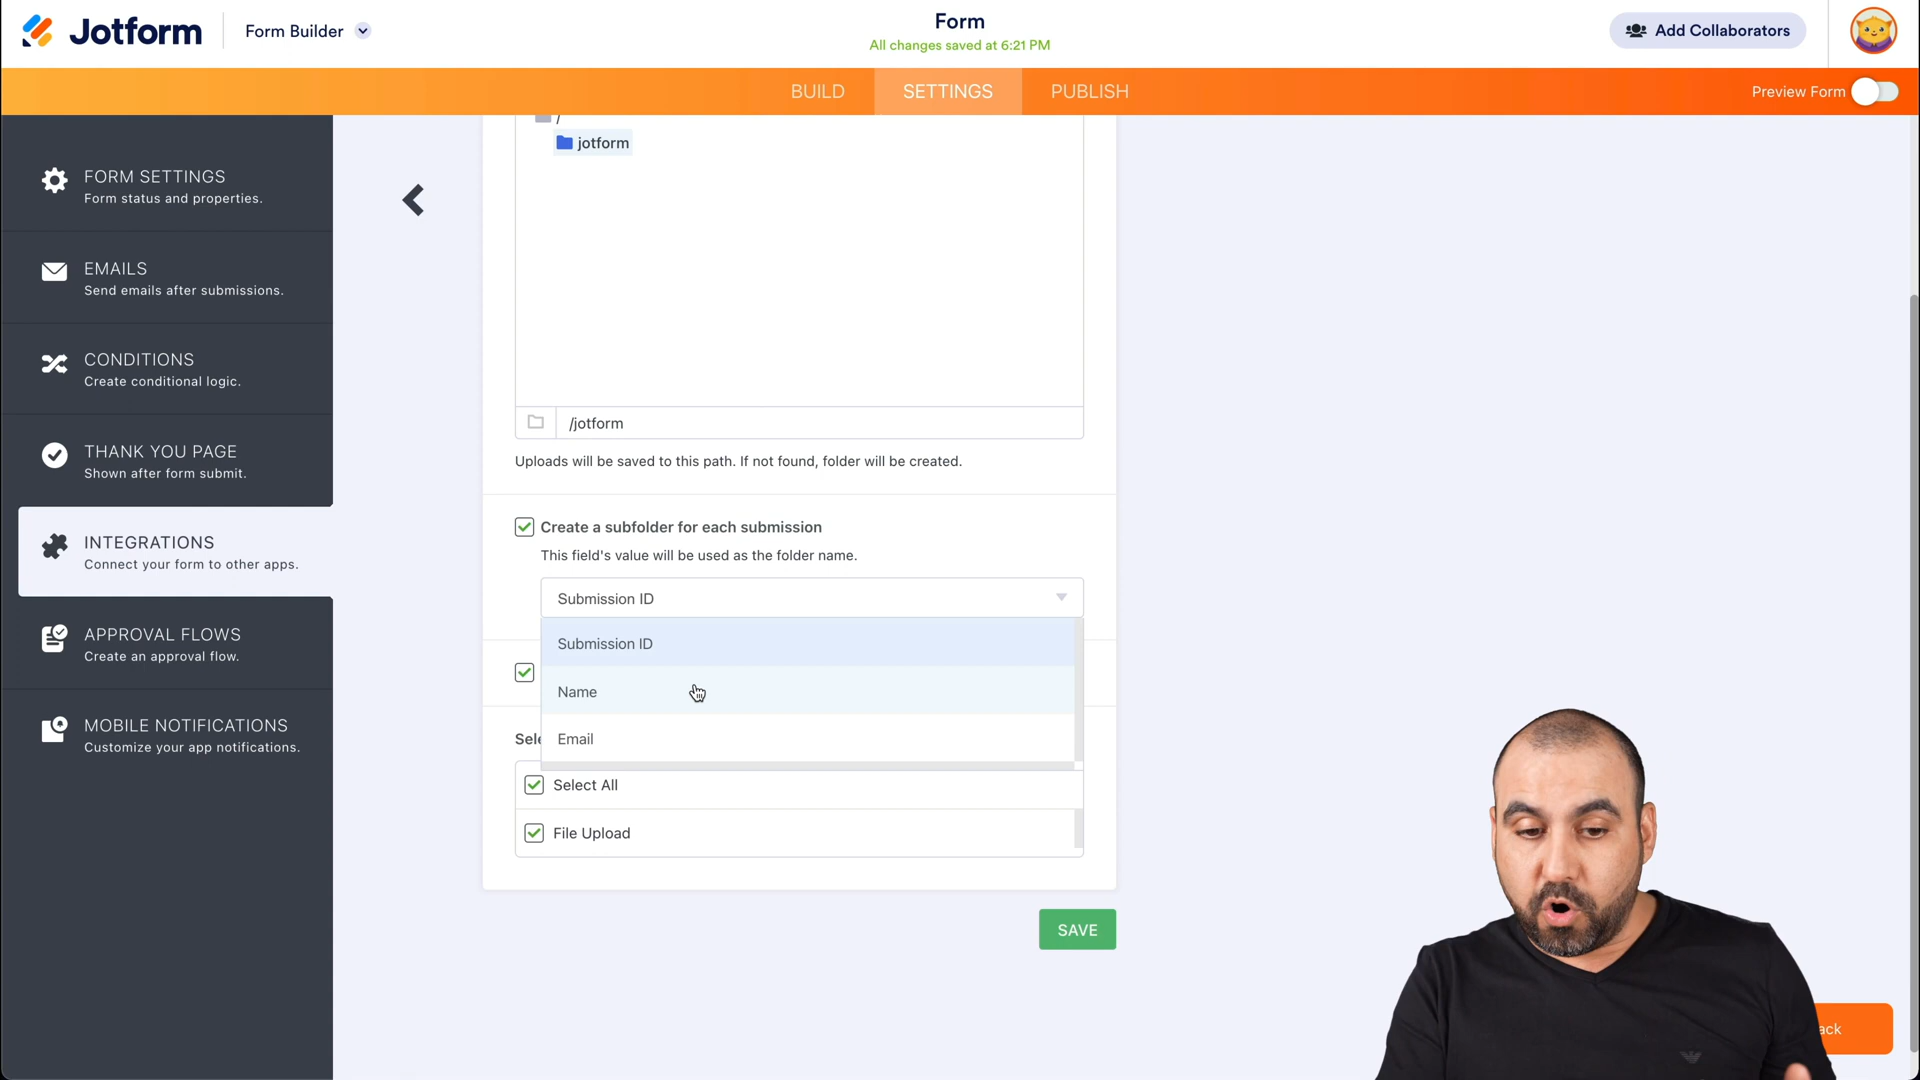 Jotform
Form Builder
Form
All changes saved at 6:21 PM
Add Collaborators
BUILD
SETTINGS
PUBLISH
Preview Form
FORM SETTINGS
Form status and properties.
EMAILS
Send emails after submissions.
CONDITIONS
Create conditional logic.
THANK YOU PAGE
Shown after form submit.
INTEGRATIONS
Connect your form to other apps.
APPROVAL FLOWS
Create an approval flow.
MOBILE NOTIFICATIONS
Customize your app notifications.
/
jotform
/jotform
Uploads will be saved to this path. If not found, folder will be created.
Create a subfolder for each submission
This field's value will be used as the folder name.
Submission ID
Submission ID
Name
Email
Select All
File Upload
SAVE